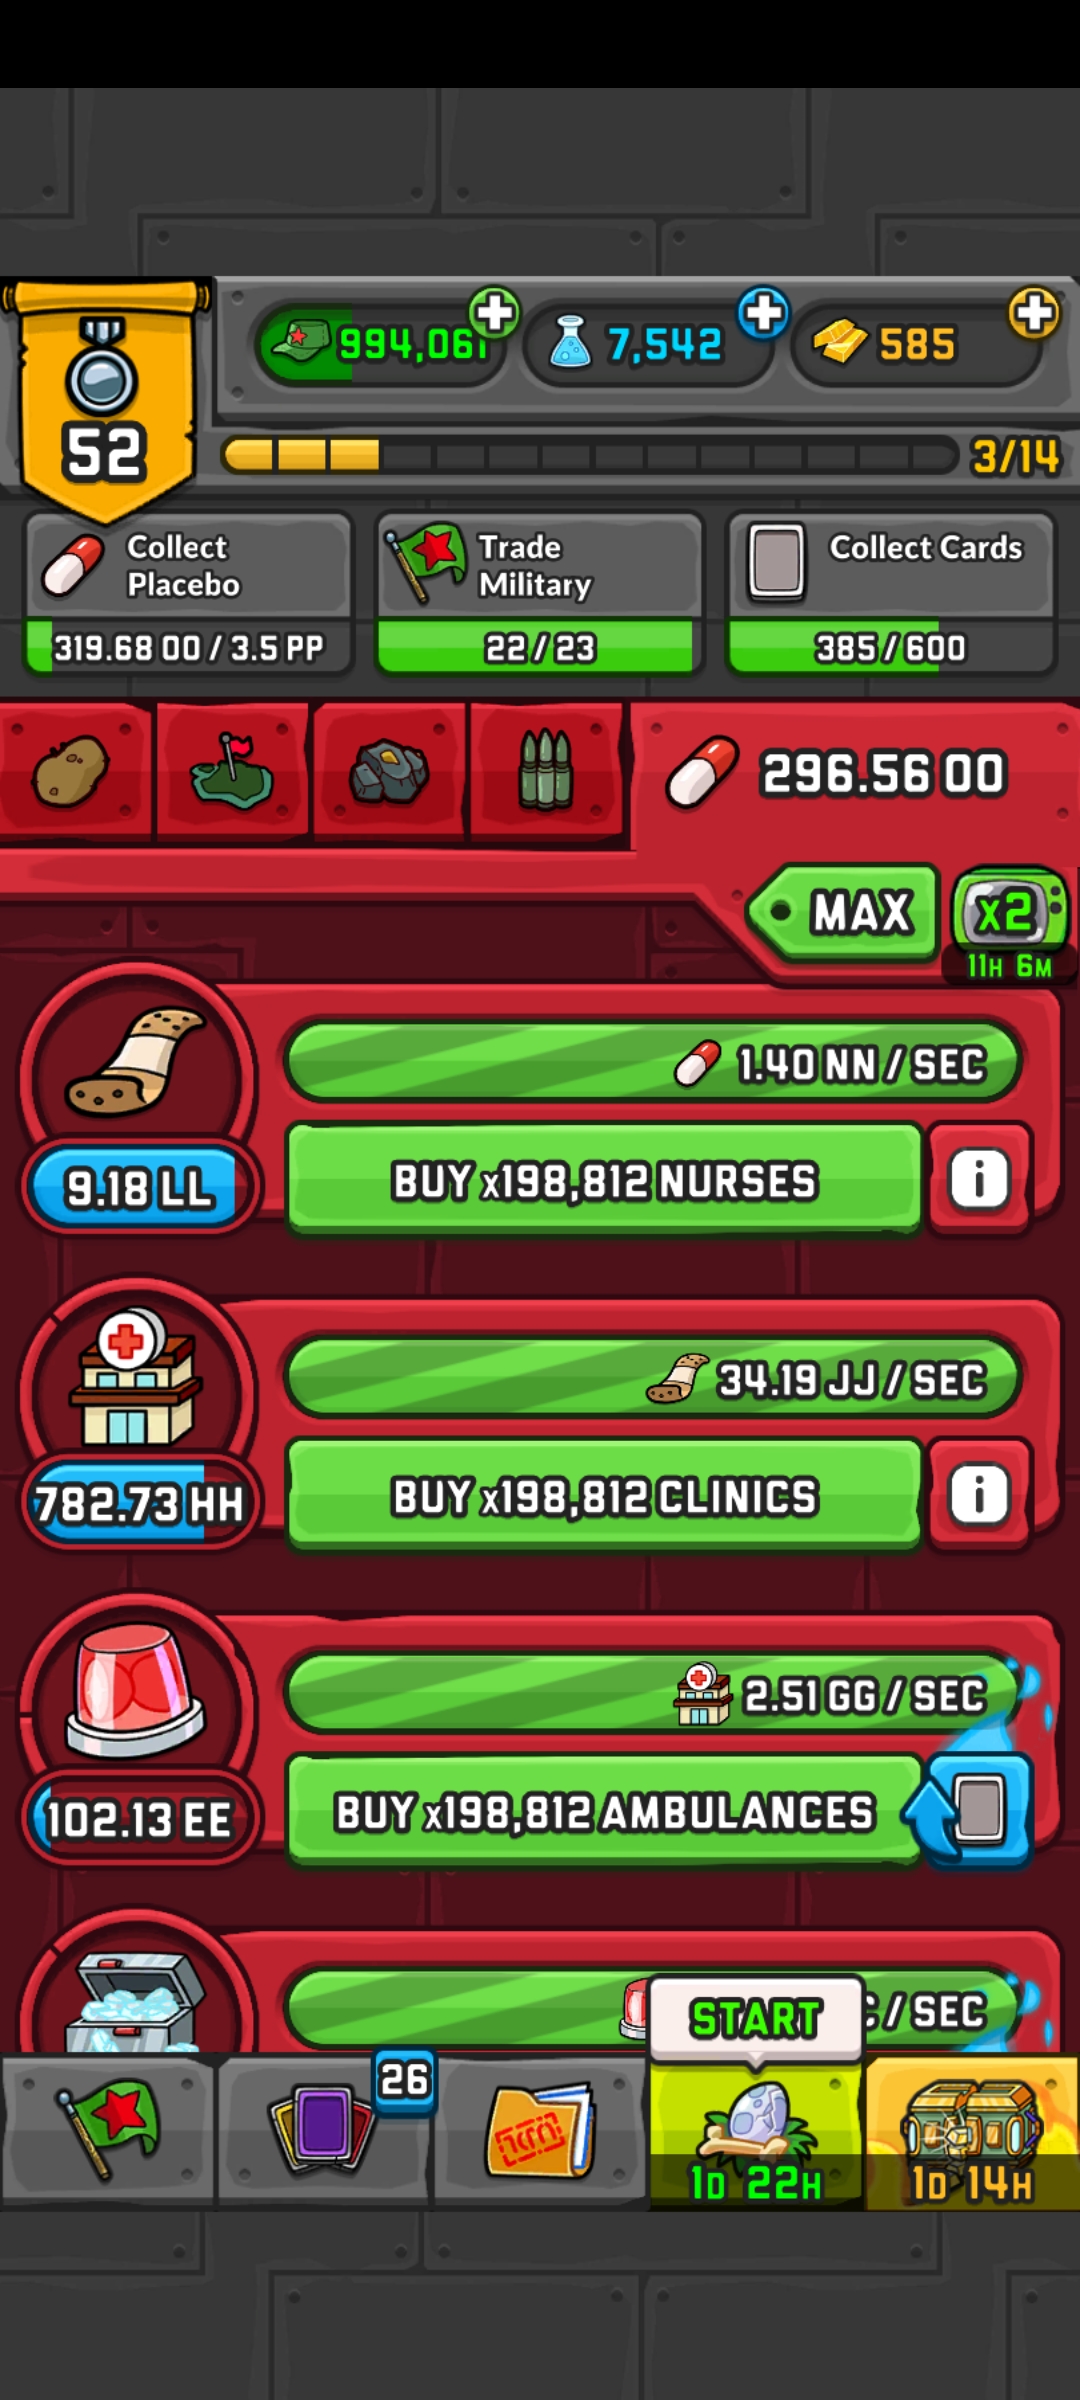 994,061
7,542
585
52
3/14
Collect
Placebo
319.68 OO / 3.5 PP
Trade
Military
22 / 23
Collect Cards
385 / 600
296.56 OO
MAX
x2
11H 6M
1.40 NN / SEC
9.18 LL
BUY x198,812 NURSES
34.19 JJ / SEC
782.73 HH
BUY x198,812 CLINICS
2.51 GG / SEC
102.13 EE
BUY x198,812 AMBULANCES
/ SEC
START
26
1D 22H
1D 14H